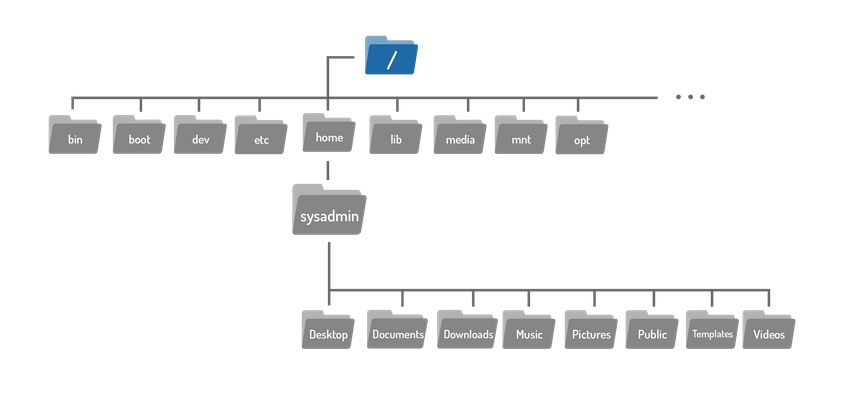 /
bin
boot
dev
etc
home
lib
media
mnt
opt
...
sysadmin
Desktop
Documents
Downloads
Music
Pictures
Public
Templates
Videos